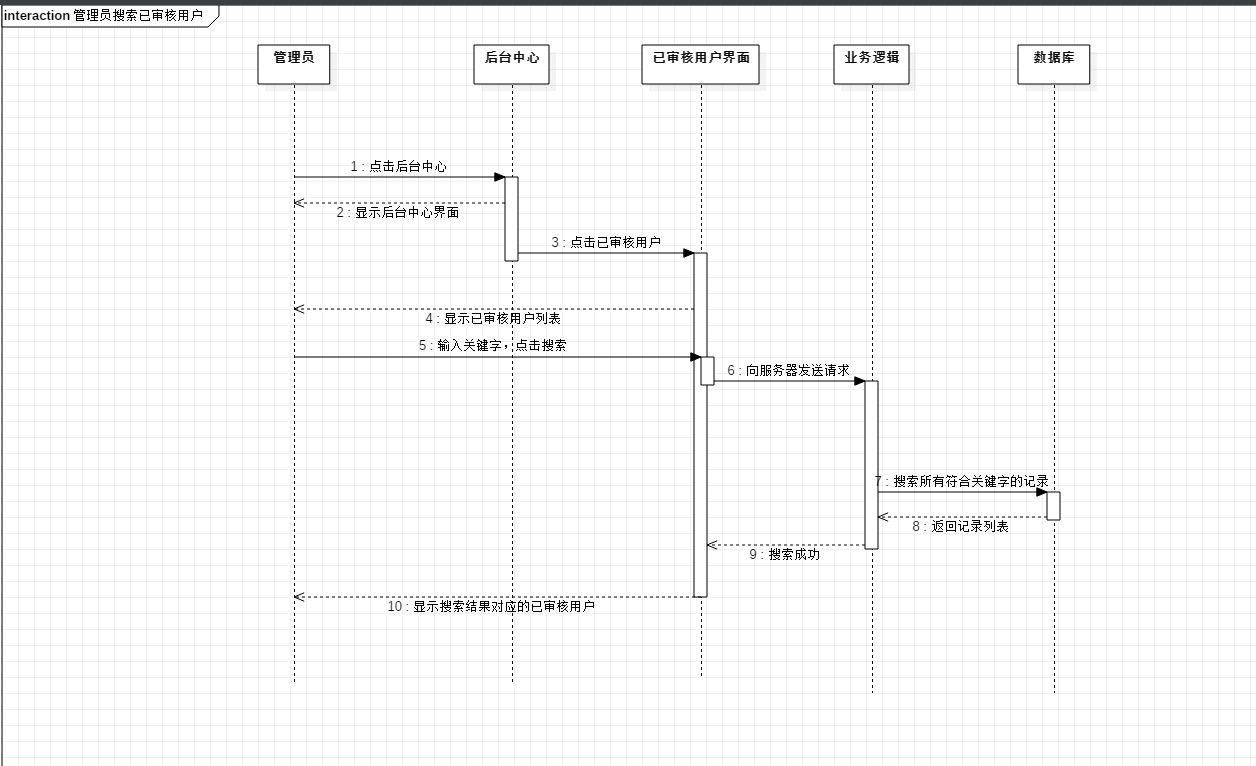 interaction 管理员搜索已审核用户
管理员
后台中心
已审核用户界面
业务逻辑
数据库
1 : 点击后台中心
2 : 显示后台中心界面
3 : 点击已审核用户
4 : 显示已审核用户列表
5 : 输入关键字，点击搜索
6 : 向服务器发送请求
7 : 搜索所有符合关键字的记录
8 : 返回记录列表
9 : 搜索成功
10 : 显示搜索结果对应的已审核用户